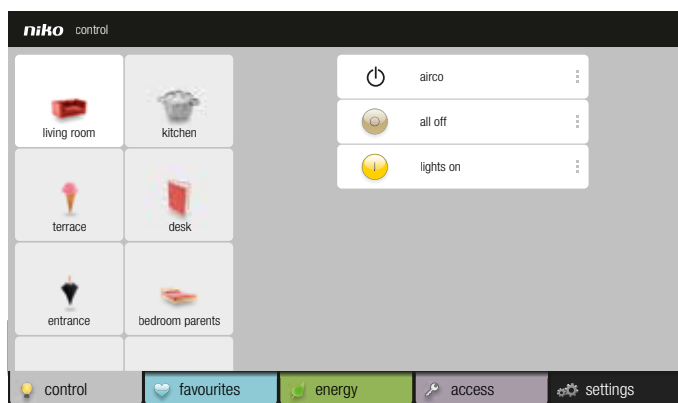 niko control
living room
kitchen
terrace
desk
entrance
bedroom parents
airco
all off
lights on
control
favourites
energy
access
settings